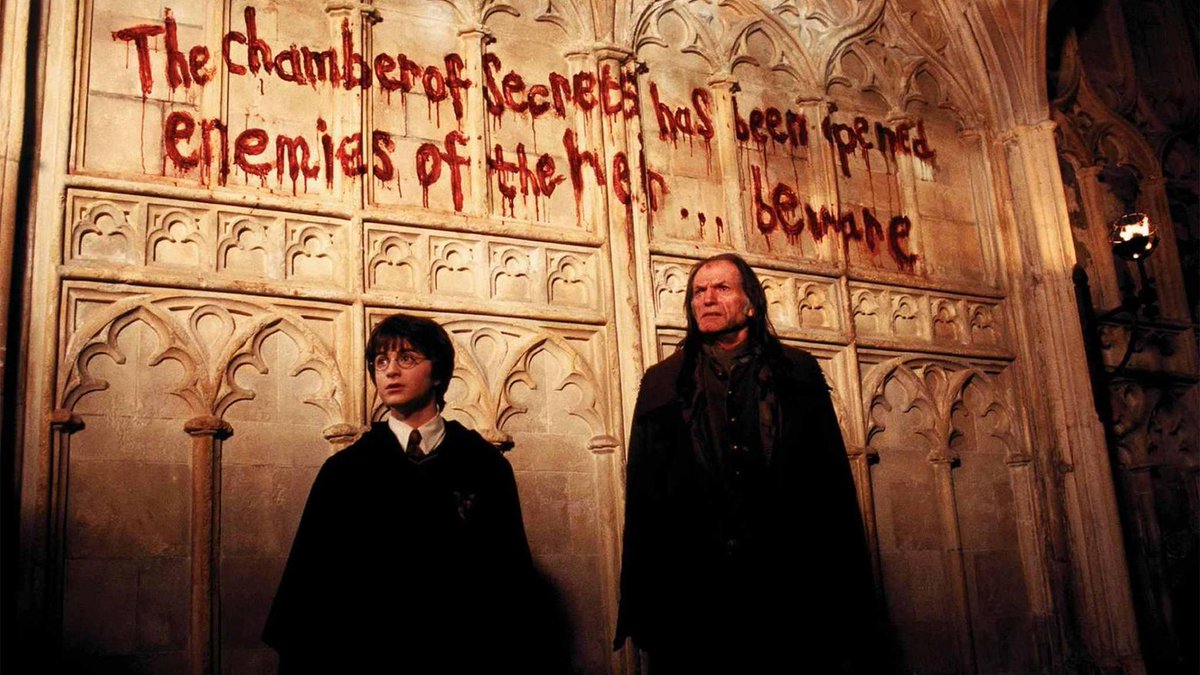 The chamber of Secrets has been opened
enemies of the heir ... beware